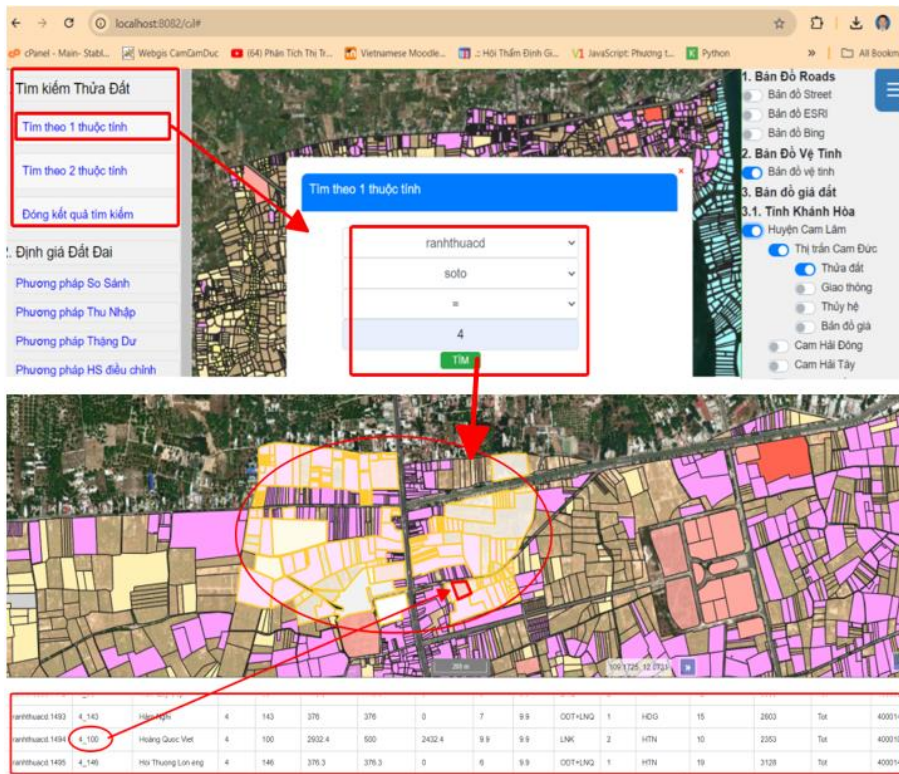 localhost:8082/cil#
cPanel - Main- Stabl...
Webgis CamCamDuc
(64) Phân Tích Thị Tr...
Vietnamese Moodle...
.:: Hội Thẩm Định Gi...
JavaScript: Phương t...
Python
»
All Bookm
Tìm kiếm Thửa Đất
Tìm theo 1 thuộc tính
Tìm theo 2 thuộc tính
Đóng kết quả tìm kiếm
. Định giá Đất Đai
Phương pháp So Sánh
Phương pháp Thu Nhập
Phương pháp Thặng Dư
Phương pháp HS điều chỉnh
Tìm theo 1 thuộc tính
×
ranhthuacd
soto
=
4
TÌM
1. Bản Đồ Roads
Bản đồ Street
Bản đồ ESRI
Bản đồ Bing
2. Bản Đồ Vệ Tinh
Bản đồ vệ tinh
3. Bản đồ giá đất
3.1. Tỉnh Khánh Hòa
Huyện Cam Lâm
Thị trấn Cam Đức
Thửa đất
Giao thông
Thủy hệ
Bản đồ giá
Cam Hải Đông
Cam Hải Tây
200 m
»
ranhthuacd.1493 4_143 Hàm Nghi 4 143 376 376 0 7 9.9 ODT+LNQ 1 HDG 15 2603 Tot
ranhthuacd.1494 4_100 Hoàng Quoc Viet 4 100 2932.4 500 2432.4 9.9 9.9 LNK 2 HTN 10 2353 Tot
ranhthuacd.1495 4_146 Hoi Thuong Lon eng 4 146 376.3 376.3 0 6 9.9 ODT+LNQ 1 HTN 19 3128 Tot